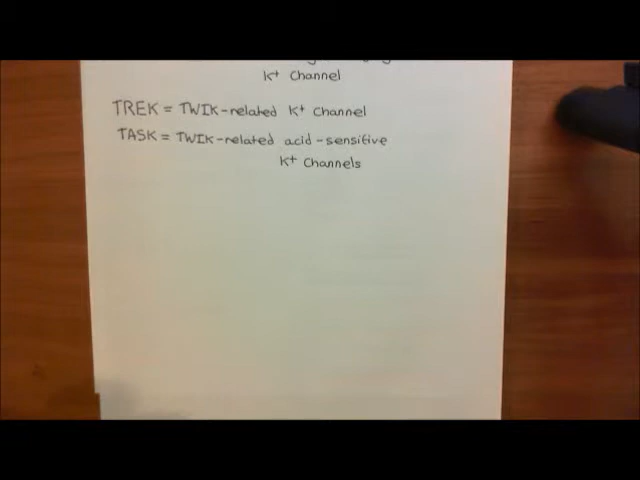 K⁺ Channel
TREK = TWIK-related K⁺ Channel
TASK = TWIK-related acid-sensitive
K⁺ Channels